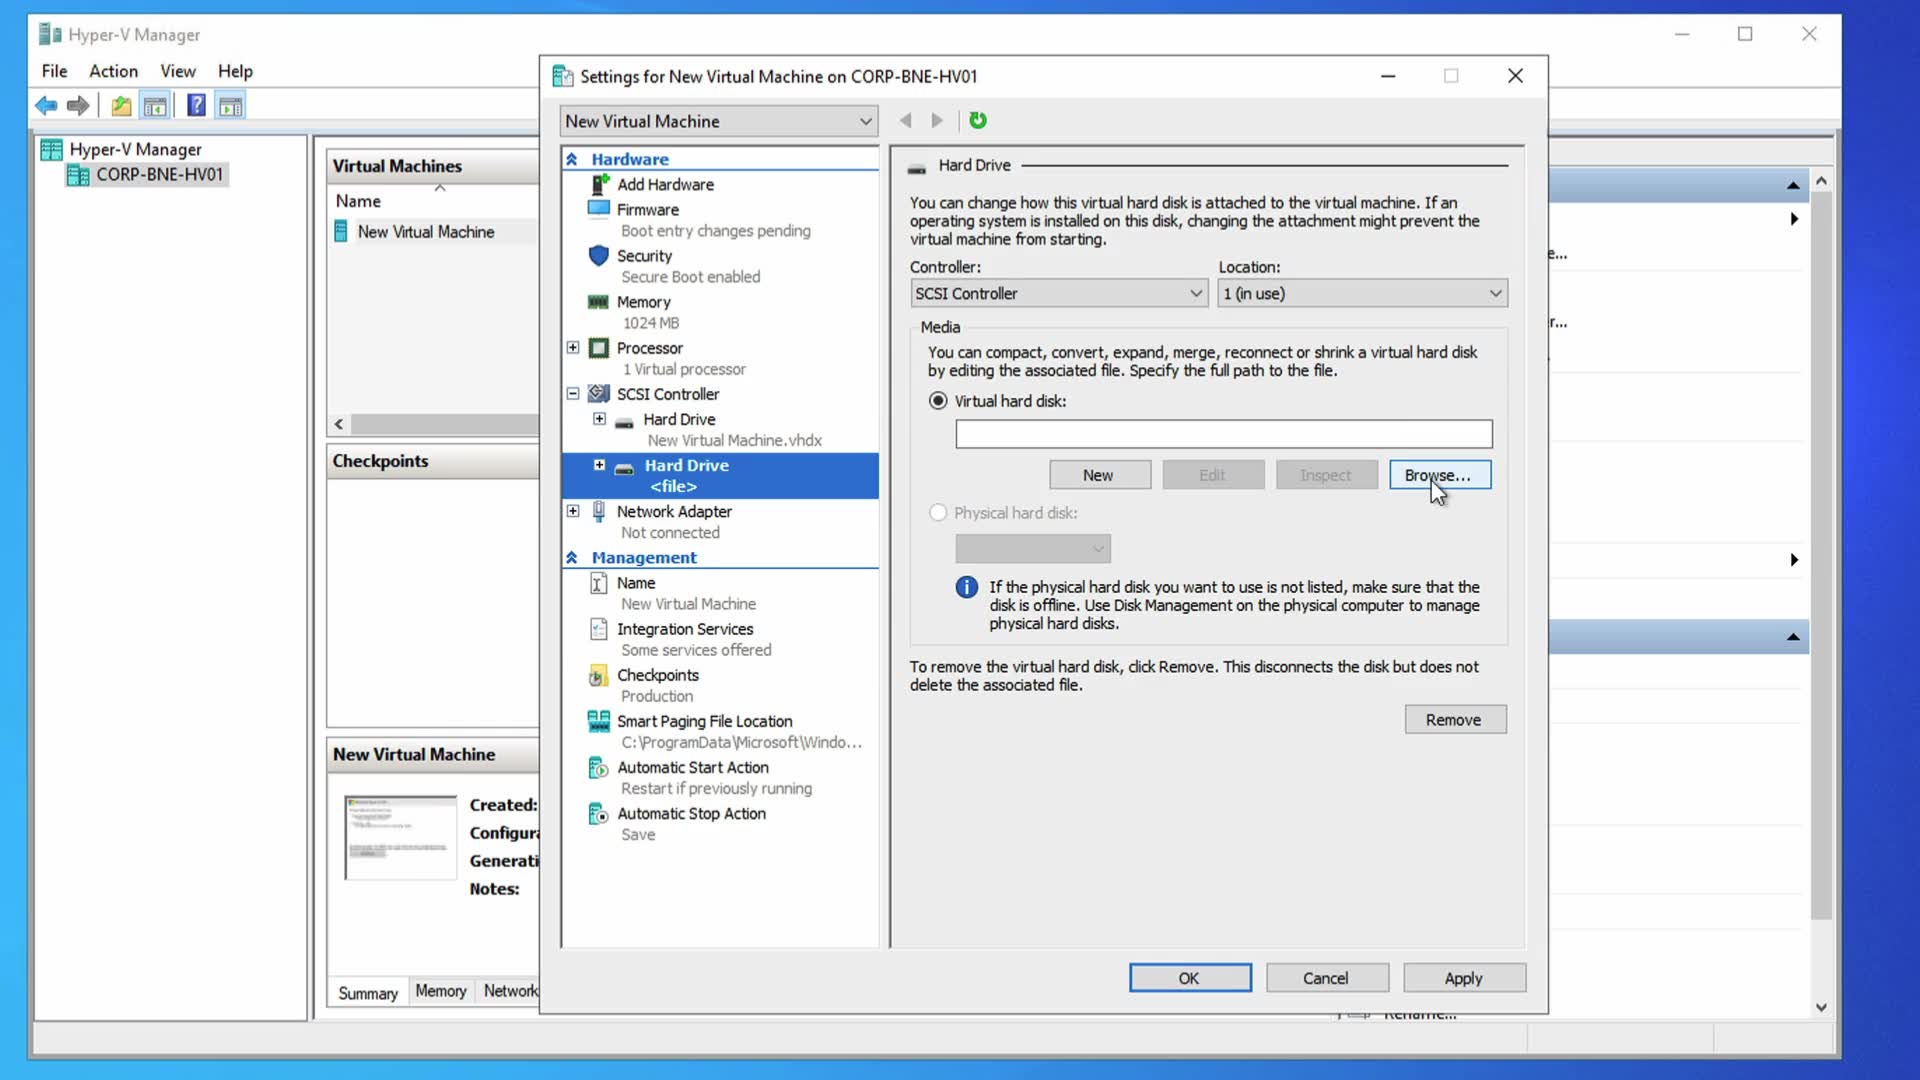 Hyper-V Manager
File Action View Help
Hyper-V Manager
CORP-BNE-HV01
Virtual Machines
Name
New Virtual Machine
Checkpoints
New Virtual Machine
Created:
Notes:
Summary Memory Network
Settings for New Virtual Machine on CORP-BNE-HV01
New Virtual Machine
Hardware
Add Hardware
Firmware
Boot entry changes pending
Security
Secure Boot enabled
Memory
1024 MB
Processor
1 Virtual processor
SCSI Controller
Hard Drive
New Virtual Machine.vhdx
Hard Drive
<file>
Network Adapter
Not connected
Management
Name
New Virtual Machine
Integration Services
Some services offered
Checkpoints
Production
Smart Paging File Location
C:\ProgramData\Microsoft\Windo...
Automatic Start Action
Restart if previously running
Automatic Stop Action
Save
Hard Drive
You can change how this virtual hard disk is attached to the virtual machine. If an
operating system is installed on this disk, changing the attachment might prevent the
virtual machine from starting.
Controller: Location:
SCSI Controller 1 (in use)
Media
You can compact, convert, expand, merge, reconnect or shrink a virtual hard disk
by editing the associated file. Specify the full path to the file.
Virtual hard disk:
New Edit Inspect Browse...
Physical hard disk:
If the physical hard disk you want to use is not listed, make sure that the
disk is offline. Use Disk Management on the physical computer to manage
physical hard disks.
To remove the virtual hard disk, click Remove. This disconnects the disk but does not
delete the associated file.
Remove
OK Cancel Apply
e...
r...
Rename...